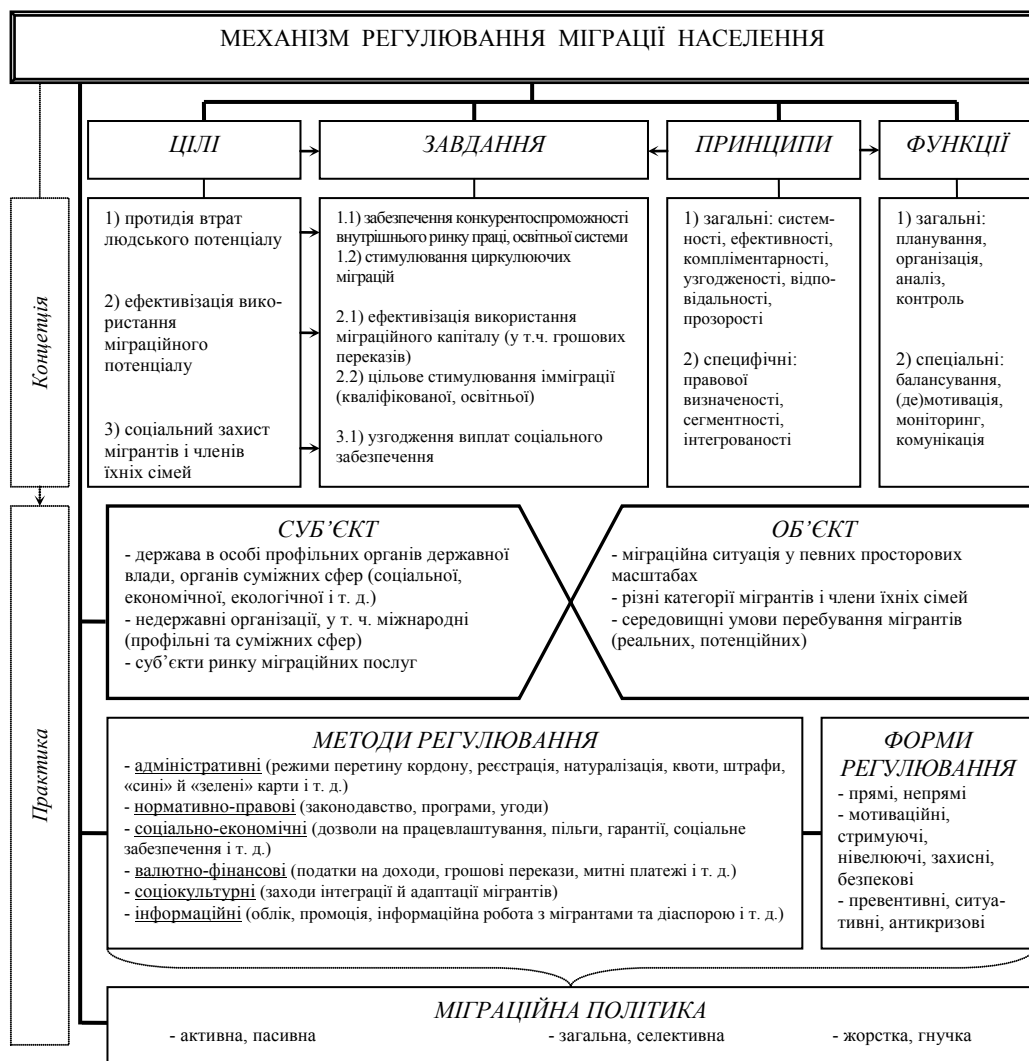 МЕХАНІЗМ РЕГУЛЮВАННЯ МІГРАЦІЇ НАСЕЛЕННЯ
ЦІЛІ
ЗАВДАННЯ
ПРИНЦИПИ
ФУНКЦІЇ
Концепція
1) протидія втрат
людського потенціалу
2) ефективізація вико-
ристання
міграційного
потенціалу
3) соціальний захист
мігрантів і членів
їхніх сімей
1.1) забезпечення конкурентоспроможності
внутрішнього ринку праці, освітньої системи
1.2) стимулювання циркулюючих
міграцій
2.1) ефективізація використання
міграційного капіталу (у т.ч. грошових
переказів)
2.2) цільове стимулювання імміграції
(кваліфікованої, освітньої)
3.1) узгодження виплат соціального
забезпечення
1) загальні: систем-
ності, ефективності,
компліментарності,
узгодженості, відпо-
відальності,
прозорості
2) специфічні:
правової
визначеності,
сегментності,
інтегрованості
1) загальні:
планування,
організація,
аналіз,
контроль
2) спеціальні:
балансування,
(де)мотивація,
моніторинг,
комунікація
Практика
СУБ’ЄКТ
- держава в особі профільних органів державної
влади, органів суміжних сфер (соціальної,
економічної, екологічної і т. д.)
- недержавні організації, у т. ч. міжнародні
(профільні та суміжних сфер)
- суб’єкти ринку міграційних послуг
ОБ’ЄКТ
- міграційна ситуація у певних просторових
масштабах
- різні категорії мігрантів і члени їхніх сімей
- середовищні умови перебування мігрантів
(реальних, потенційних)
МЕТОДИ РЕГУЛЮВАННЯ
- адміністративні (режими перетину кордону, реєстрація, натуралізація, квоти, штрафи,
«сині» й «зелені» карти і т. д.)
- нормативно-правові (законодавство, програми, угоди)
- соціально-економічні (дозволи на працевлаштування, пільги, гарантії, соціальне
забезпечення і т. д.)
- валютно-фінансові (податки на доходи, грошові перекази, митні платежі і т. д.)
- соціокультурні (заходи інтеграції й адаптації мігрантів)
- інформаційні (облік, промоція, інформаційна робота з мігрантами та діаспорою і т. д.)
ФОРМИ
РЕГУЛЮВАННЯ
- прямі, непрямі
- мотиваційні,
стримуючі,
нівелюючі, захисні,
безпекові
- превентивні, ситуа-
тивні, антикризові
МІГРАЦІЙНА ПОЛІТИКА
- активна, пасивна - загальна, селективна - жорстка, гнучка